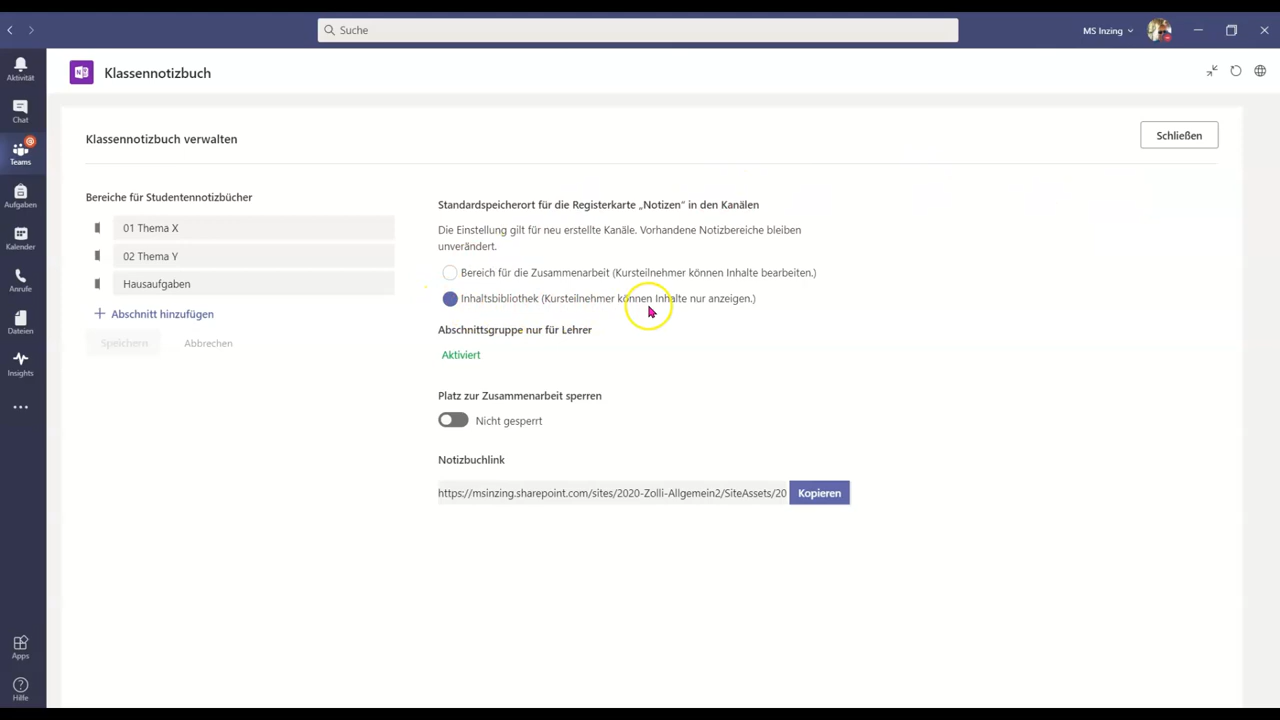 Suche
MS Inzing
Aktivität
Chat
Teams
Aufgaben
Kalender
Anrufe
Dateien
Insights
Apps
Hilfe
Klassennotizbuch
Klassennotizbuch verwalten
Schließen
Bereiche für Studentennotizbücher
01 Thema X
02 Thema Y
Hausaufgaben
Abschnitt hinzufügen
Speichern
Abbrechen
Standardspeicherort für die Registerkarte „Notizen" in den Kanälen
Die Einstellung gilt für neu erstellte Kanäle. Vorhandene Notizbereiche bleiben
unverändert.
Bereich für die Zusammenarbeit (Kursteilnehmer können Inhalte bearbeiten.)
Inhaltsbibliothek (Kursteilnehmer können Inhalte nur anzeigen.)
Abschnittsgruppe nur für Lehrer
Aktiviert
Platz zur Zusammenarbeit sperren
Nicht gesperrt
Notizbuchlink
https://msinzing.sharepoint.com/sites/2020-Zolli-Allgemein2/SiteAssets/20
Kopieren